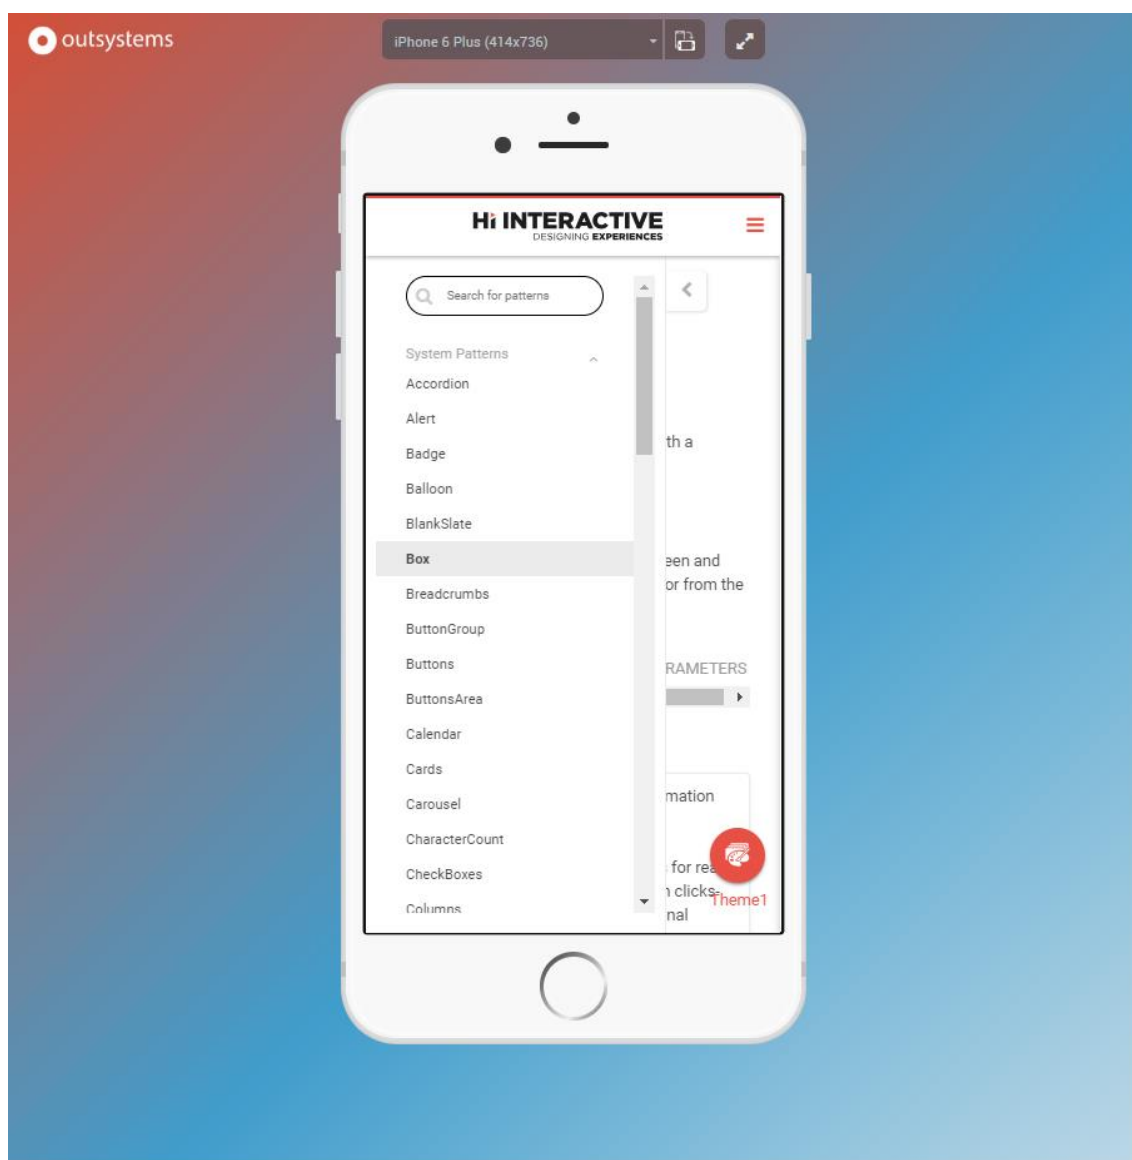 outsystems
iPhone 6 Plus (414x736)
Hi INTERACTIVE
DESIGNING EXPERIENCES
Search for patterns
System Patterns
Accordion
Alert
Badge
th a
Balloon
BlankSlate
Box
een and
or from the
Breadcrumbs
ButtonGroup
Buttons
RAMETERS
ButtonsArea
Calendar
Cards
mation
Carousel
CharacterCount
for rea
CheckBoxes
n clicks-
Theme1
Columns
nal